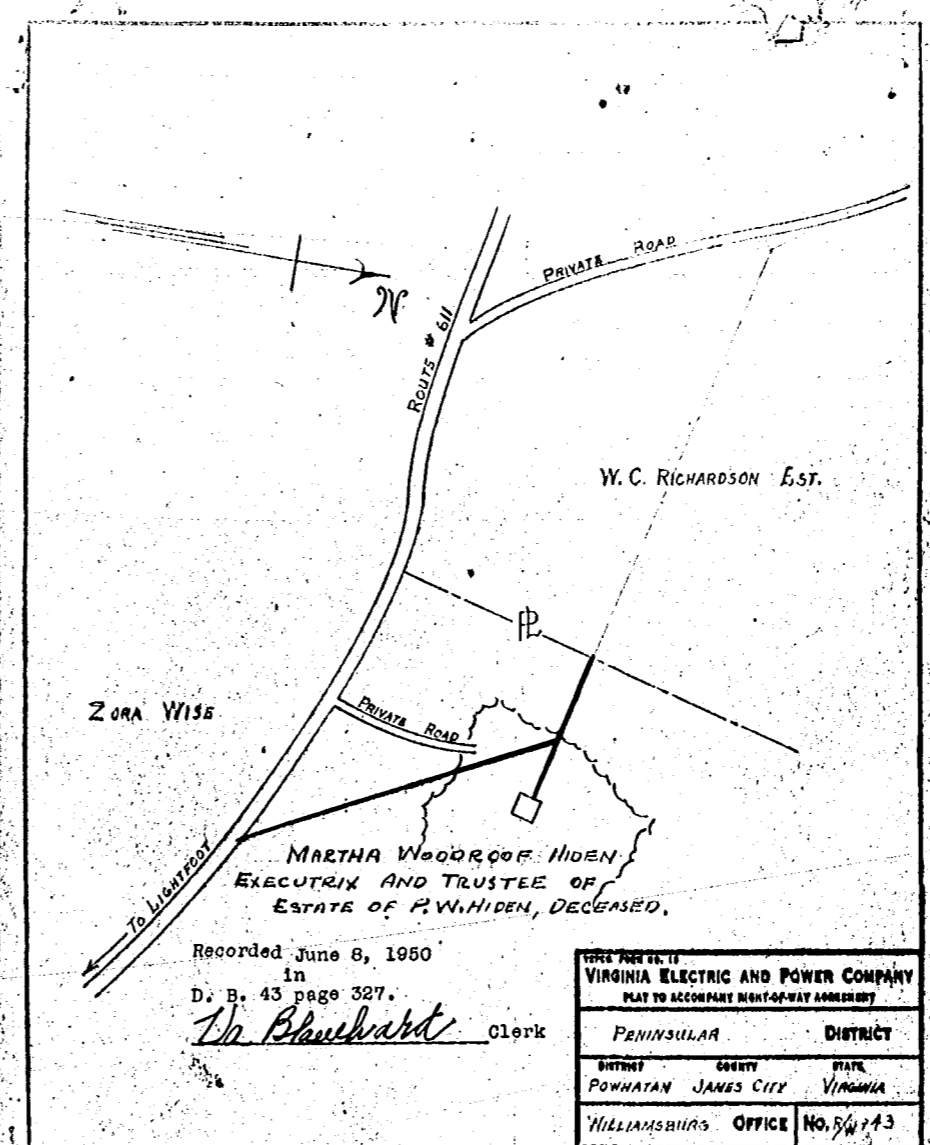 N
ROUTE # 611
PRIVATE ROAD
W. C. RICHARDSON EST.
PL
ZORA WISE
PRIVATE ROAD
TO LIGHTFOOT
MARTHA WOODROOF HIDEN
EXECUTRIX AND TRUSTEE OF
ESTATE OF P.W. HIDEN, DECEASED.
Recorded June 8, 1950
in
D. B. 43 page 327.
Clerk
VIRGINIA ELECTRIC AND POWER COMPANY
PLAT TO ACCOMPANY RIGHT-OF-WAY AGREEMENT
PENINSULAR DISTRICT
DISTRICT COUNTY STATE
POWHATAN JAMES CITY VIRGINIA
WILLIAMSBURG OFFICE No.